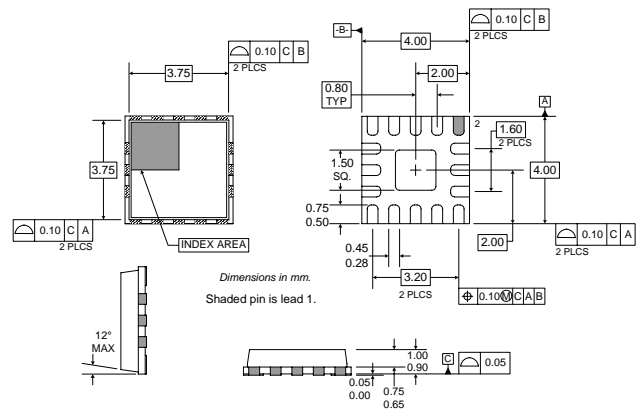 0.10 C B
2 PLCS
3.75
3.75
0.10 C A
2 PLCS
INDEX AREA
-B-
4.00
0.10 C B
2 PLCS
2.00
0.80
TYP
2
A
1.60
2 PLCS
1.50
SQ.
4.00
0.75
0.50
2.00
0.10 C A
2 PLCS
0.45
0.28
3.20
2 PLCS
⌖ 0.10Ⓜ C A B
Dimensions in mm.
Shaded pin is lead 1.
12°
MAX
1.00
0.90
C
0.05
0.05
0.00
0.75
0.65